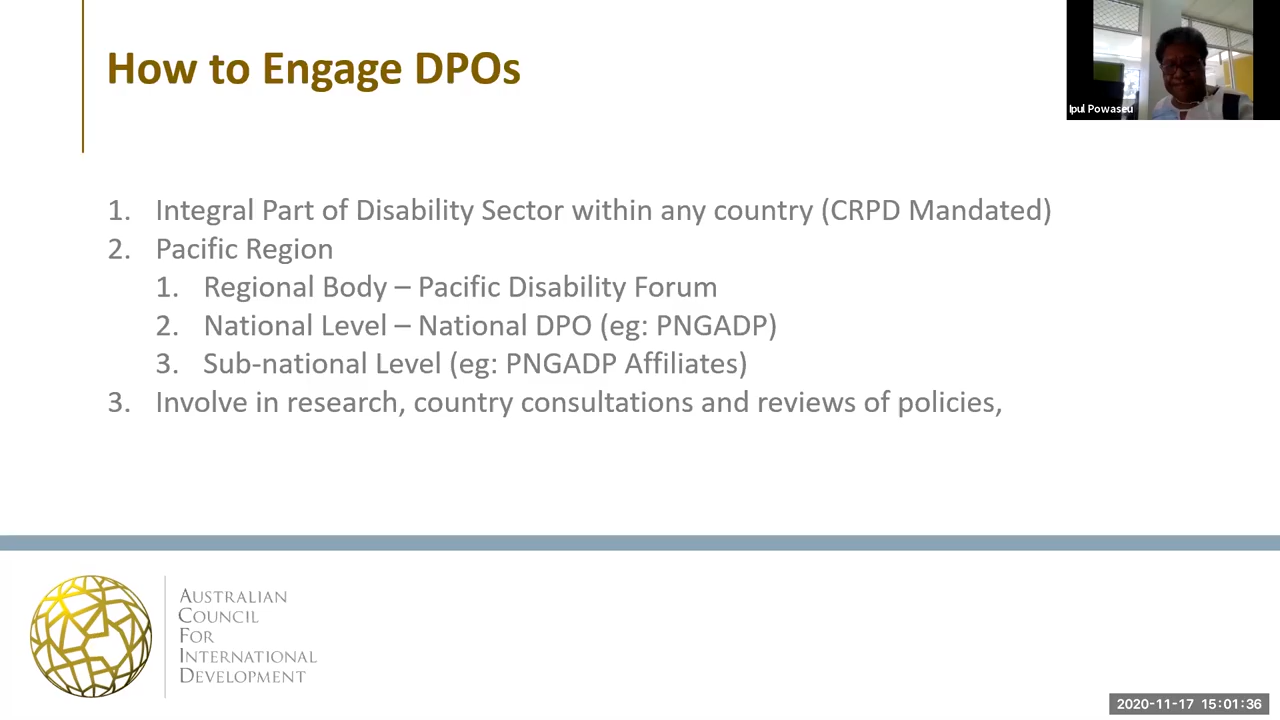 How to Engage DPOs
Ipul Powaseu
1. Integral Part of Disability Sector within any country (CRPD Mandated)
2. Pacific Region
1. Regional Body – Pacific Disability Forum
2. National Level – National DPO (eg: PNGADP)
3. Sub-national Level (eg: PNGADP Affiliates)
3. Involve in research, country consultations and reviews of policies,
AUSTRALIAN
COUNCIL
FOR
INTERNATIONAL
DEVELOPMENT
2020-11-17 15:01:36